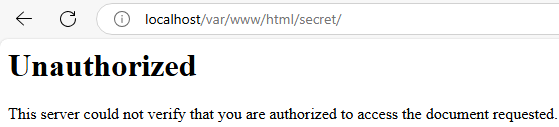 localhost/var/www/html/secret/
Unauthorized
This server could not verify that you are authorized to access the document requested.